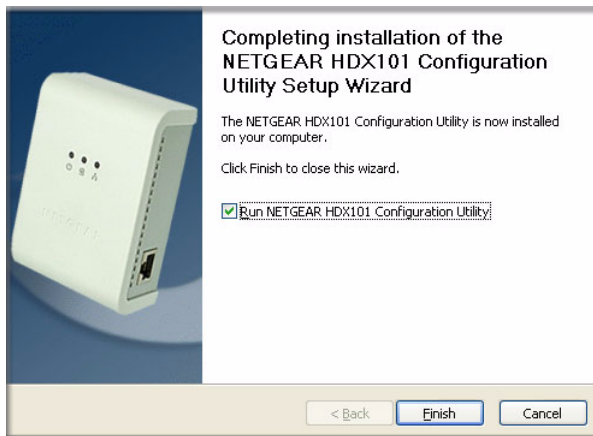 Completing installation of the
NETGEAR HDX101 Configuration
Utility Setup Wizard
The NETGEAR HDX101 Configuration Utility is now installed
on your computer.
Click Finish to close this wizard.
Run NETGEAR HDX101 Configuration Utility
NETGEAR
< Back
Finish
Cancel